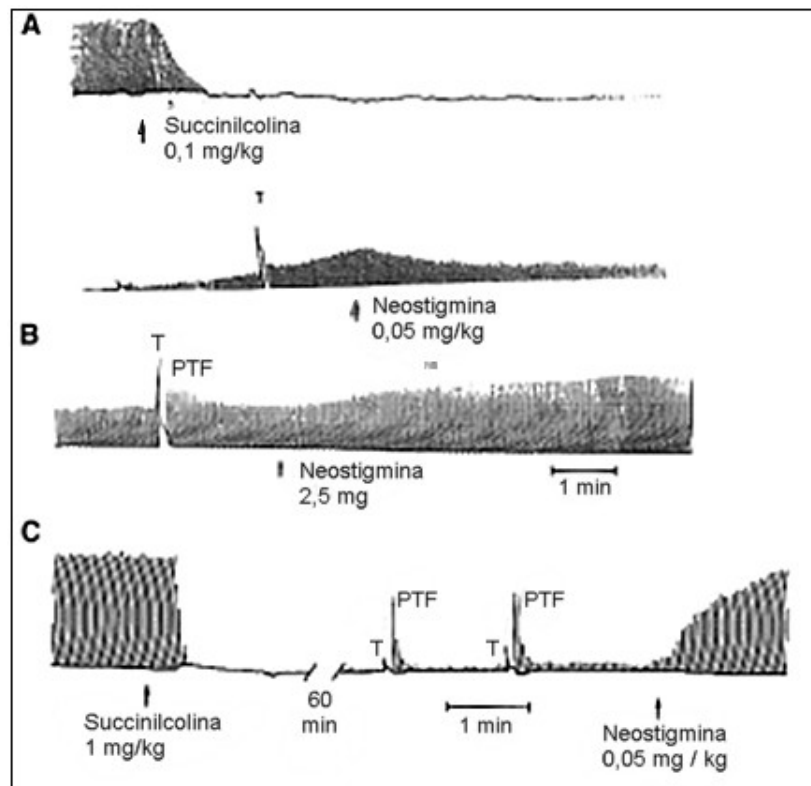 A
Succinilcolina
0,1 mg/kg
T
Neostigmina
0,05 mg/kg
B
T
PTF
Neostigmina
2,5 mg
1 min
C
PTF
PTF
T
T
60
min
1 min
Succinilcolina
1 mg/kg
Neostigmina
0,05 mg / kg